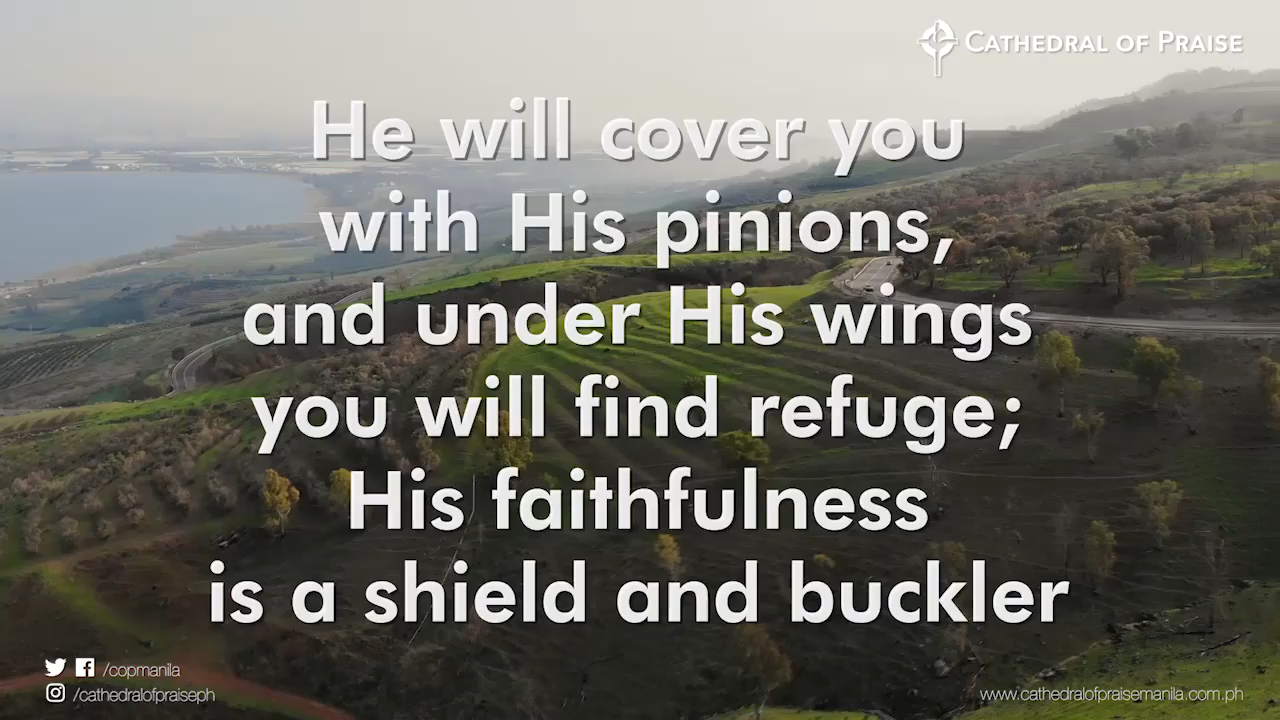 CATHEDRAL OF PRAISE
He will cover you
with His pinions,
and under His wings
you will find refuge;
His faithfulness
is a shield and buckler
/copmanila
/cathedralofpraiseph
www.cathedralofpraisemanila.com.ph